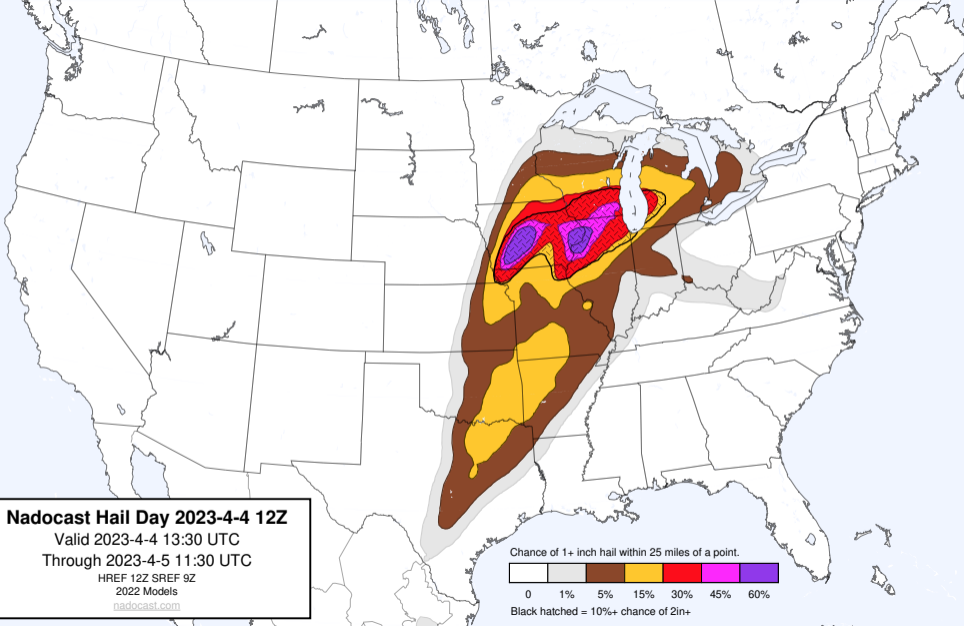 Nadocast Hail Day 2023-4-4 12Z
Valid 2023-4-4 13:30 UTC
Through 2023-4-5 11:30 UTC
HREF 12Z SREF 9Z
2022 Models
nadocast.com
Chance of 1+ inch hail within 25 miles of a point.
0 1% 5% 15% 30% 45% 60%
Black hatched = 10%+ chance of 2in+